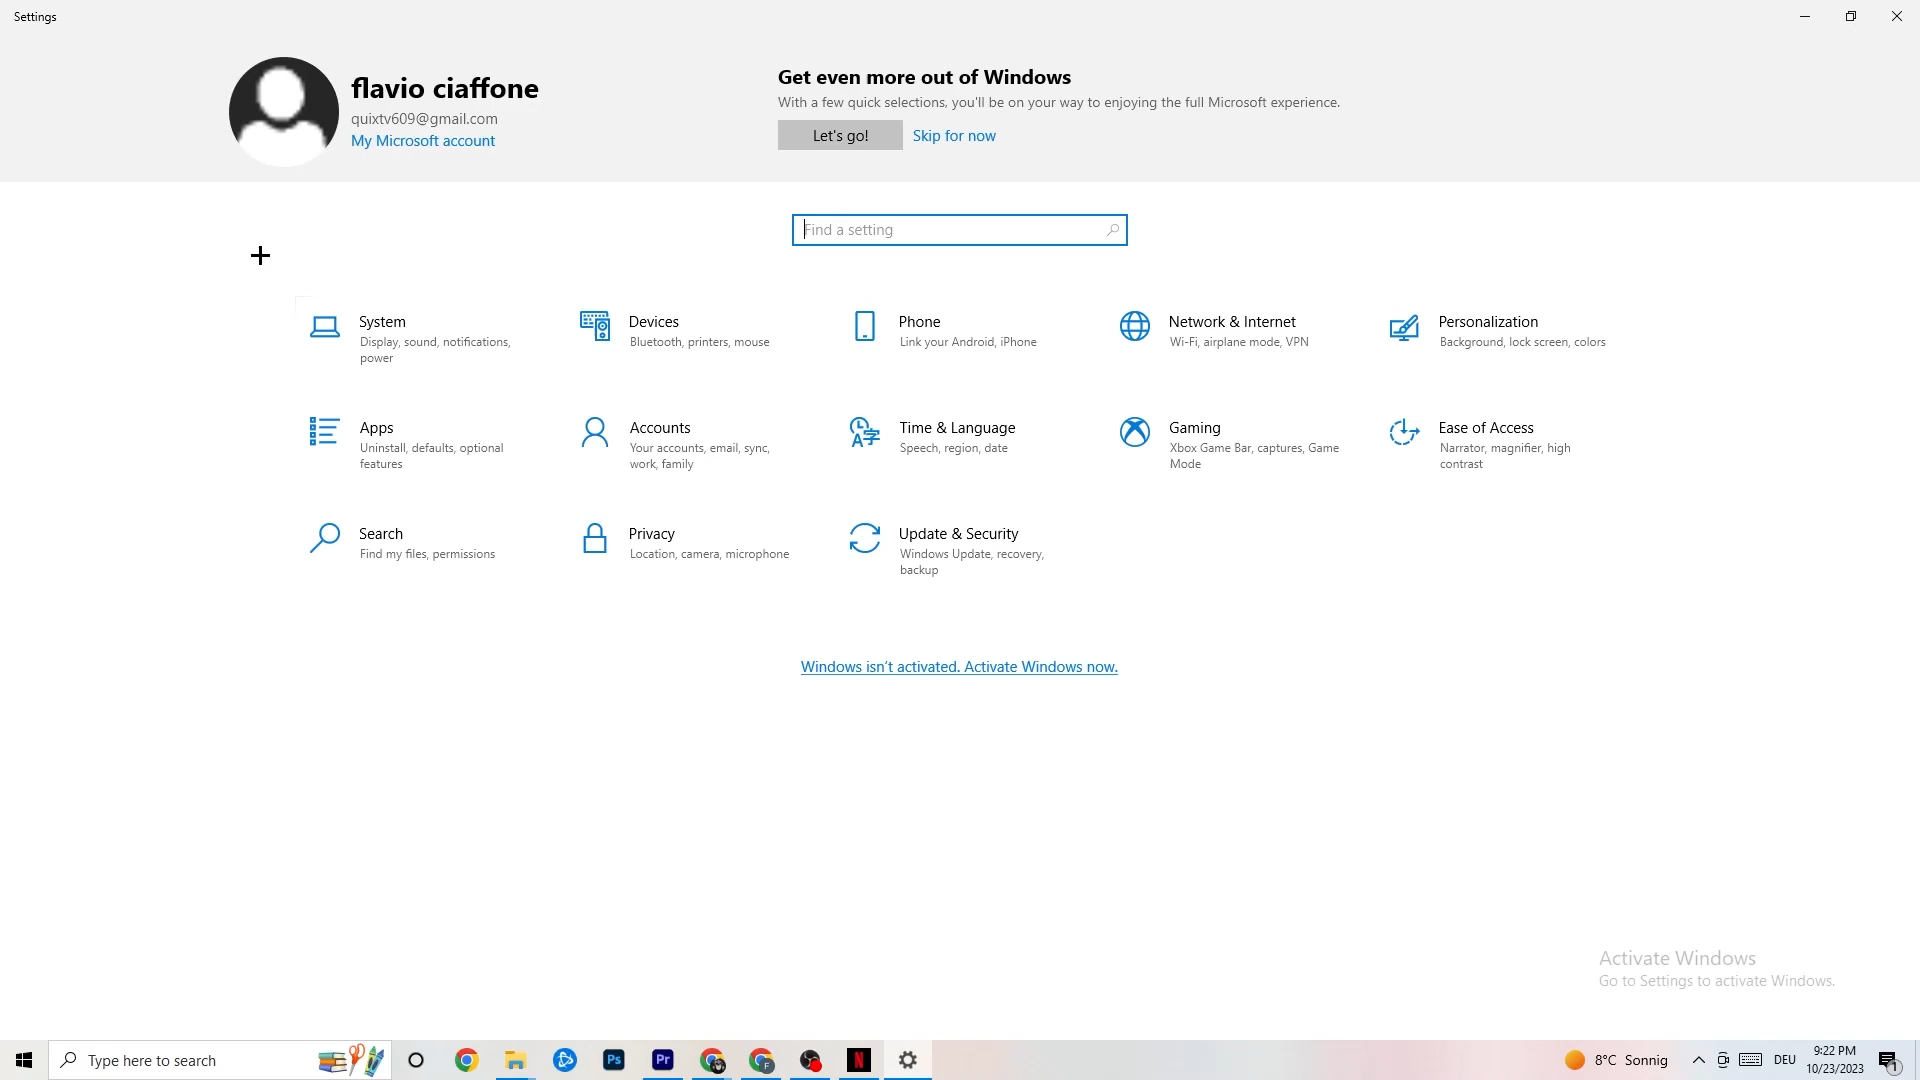 Settings
flavio ciaffone
quixtv609@gmail.com
My Microsoft account
Get even more out of Windows
With a few quick selections, you'll be on your way to enjoying the full Microsoft experience.
Let's go!
Skip for now
Find a setting
System
Display, sound, notifications,
power
Devices
Bluetooth, printers, mouse
Phone
Link your Android, iPhone
Network & Internet
Wi-Fi, airplane mode, VPN
Personalization
Background, lock screen, colors
Apps
Uninstall, defaults, optional
features
Accounts
Your accounts, email, sync,
work, family
Time & Language
Speech, region, date
Gaming
Xbox Game Bar, captures, Game
Mode
Ease of Access
Narrator, magnifier, high
contrast
Search
Find my files, permissions
Privacy
Location, camera, microphone
Update & Security
Windows Update, recovery,
backup
Windows isn't activated. Activate Windows now.
Activate Windows
Go to Settings to activate Windows.
Type here to search
Ps
Pr
F
N
8°C Sonnig
DEU
9:22 PM
10/23/2023
1